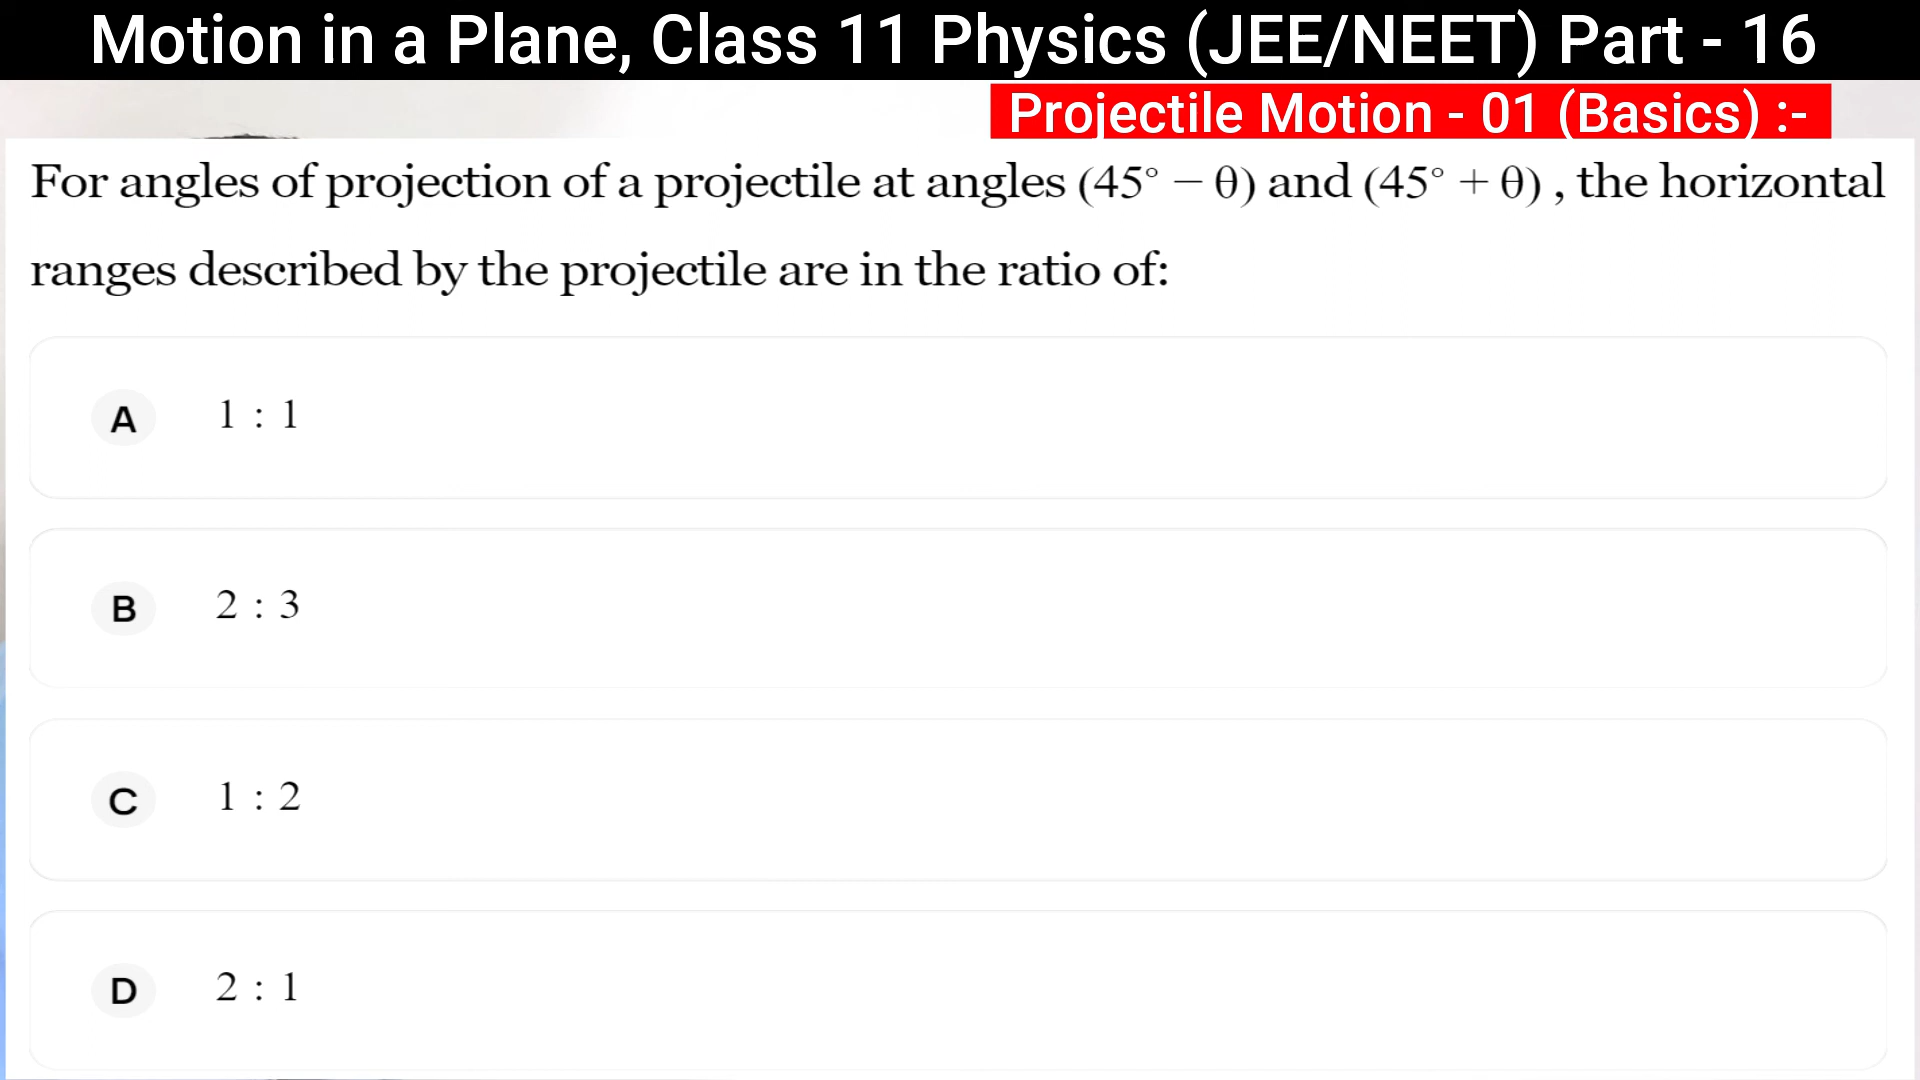 Motion in a Plane, Class 11 Physics (JEE/NEET) Part - 16
Projectile Motion - 01 (Basics) :-
For angles of projection of a projectile at angles (45° − θ) and (45° + θ) , the horizontal
ranges described by the projectile are in the ratio of:
A 1 : 1
B 2 : 3
C 1 : 2
D 2 : 1